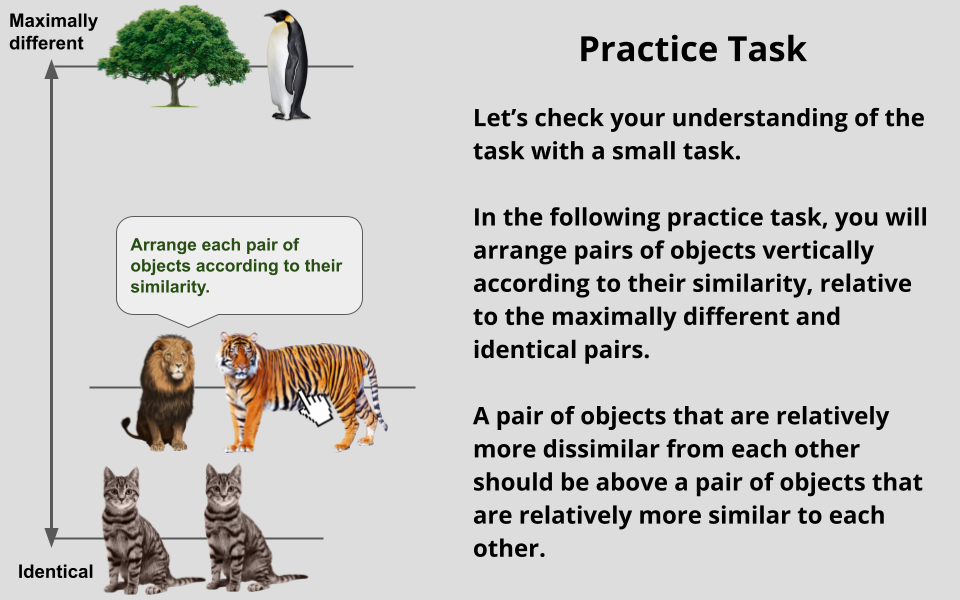 Maximally
different
Practice Task
Let's check your understanding of the
task with a small task.
In the following practice task, you will
arrange pairs of objects vertically
according to their similarity, relative
to the maximally different and
identical pairs.
A pair of objects that are relatively
more dissimilar from each other
should be above a pair of objects that
are relatively more similar to each
other.
Arrange each pair of
objects according to their
similarity.
Identical